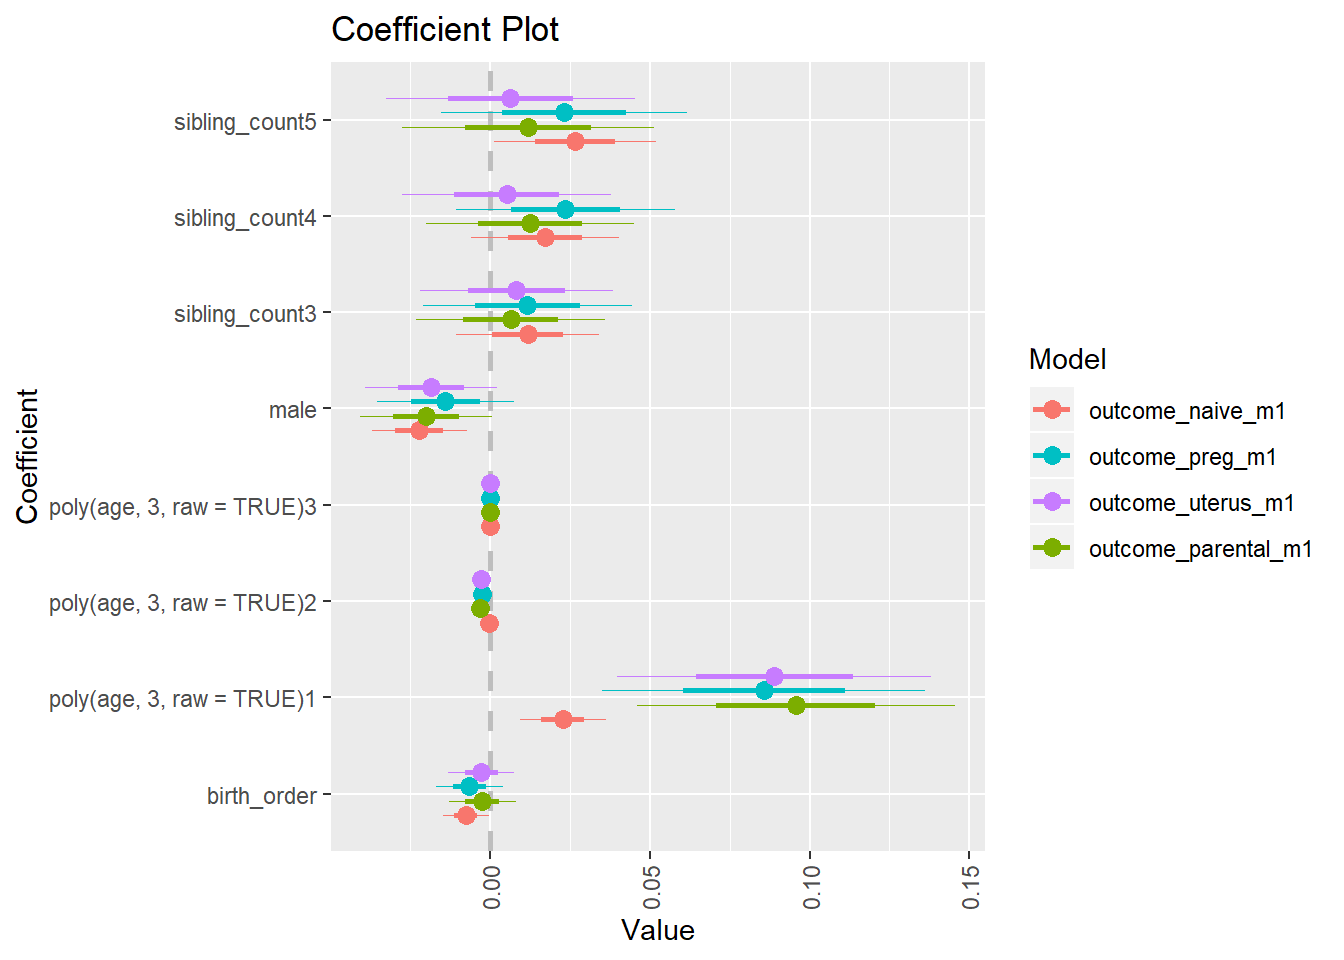 Coefficient Plot
sibling_count5
sibling_count4
sibling_count3
male
poly(age, 3, raw = TRUE)3
poly(age, 3, raw = TRUE)2
poly(age, 3, raw = TRUE)1
birth_order
Coefficient
0.00
0.05
0.10
0.15
Value
Model
outcome_naive_m1
outcome_preg_m1
outcome_uterus_m1
outcome_parental_m1